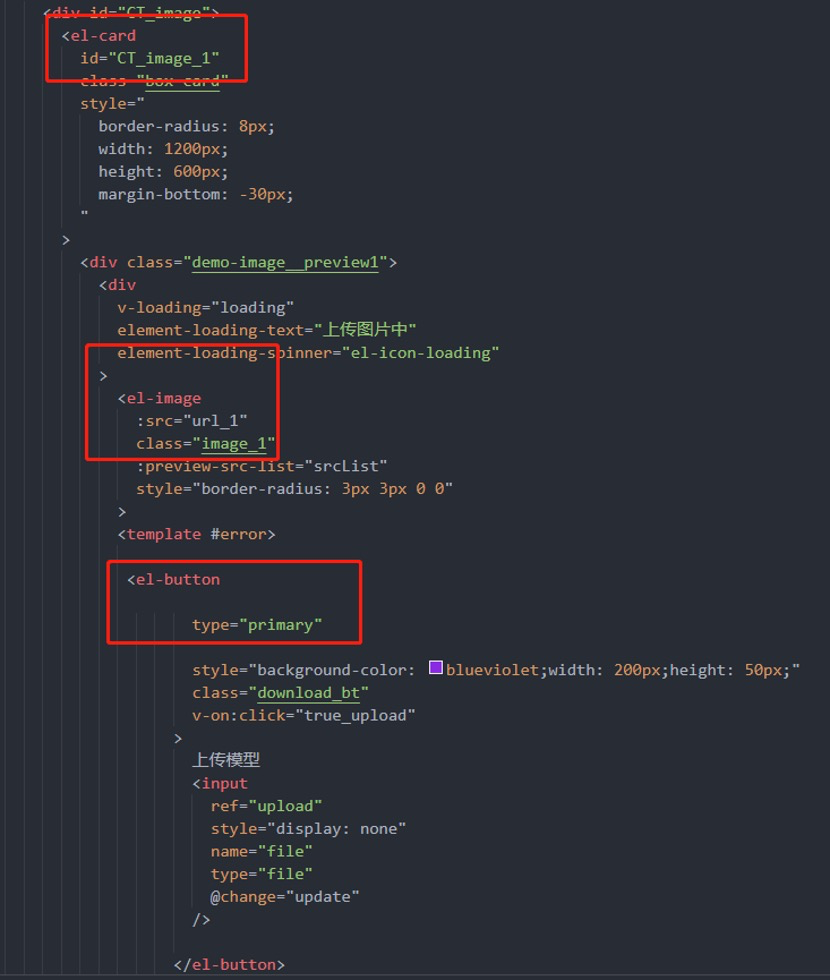 <div id="CT_image">
<el-card
id="CT_image_1"
class="box-card"
style="
border-radius: 8px;
width: 1200px;
height: 600px;
margin-bottom: -30px;
"
>
<div class="demo-image__preview1">
<div
v-loading="loading"
element-loading-text="上传图片中"
element-loading-spinner="el-icon-loading"
>
<el-image
:src="url_1"
class="image_1"
:preview-src-list="srcList"
style="border-radius: 3px 3px 0 0"
>
<template #error>
<el-button
type="primary"
style="background-color: blueviolet;width: 200px;height: 50px;"
class="download_bt"
v-on:click="true_upload"
>
上传模型
<input
ref="upload"
style="display: none"
name="file"
type="file"
@change="update"
/>
</el-button>